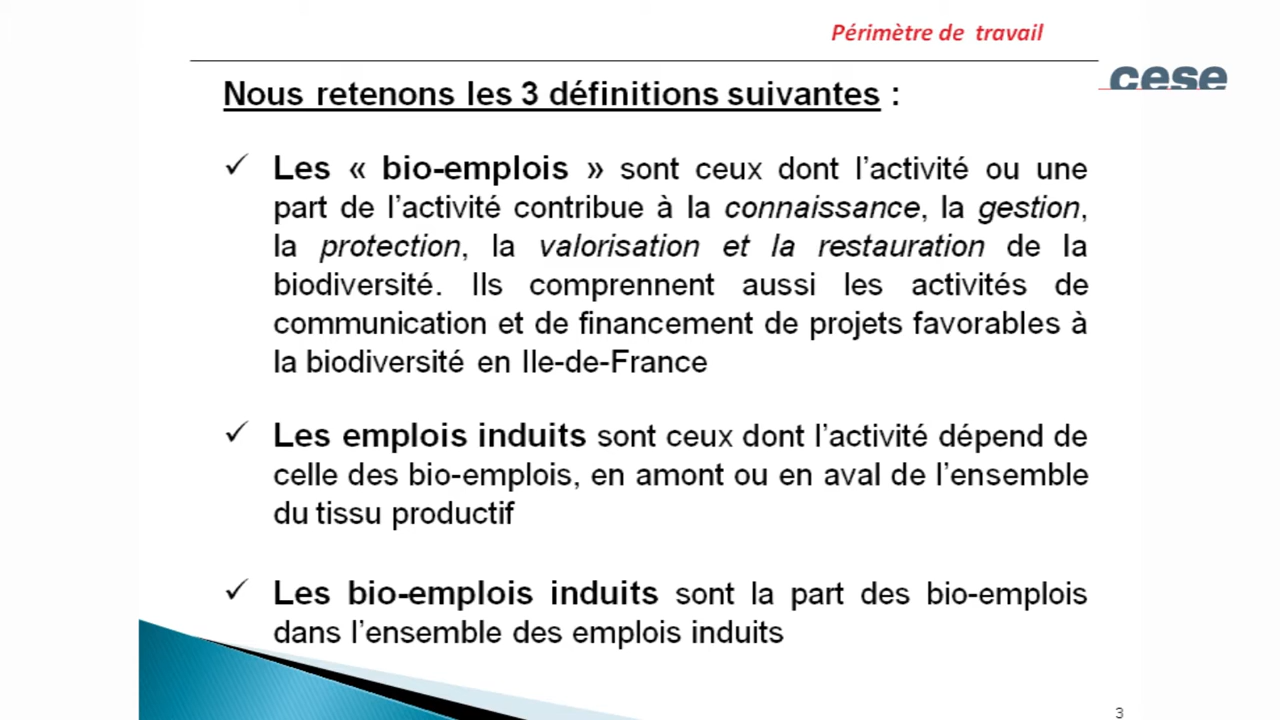 Périmètre de travail
cese
Nous retenons les 3 définitions suivantes :
✓ Les « bio-emplois » sont ceux dont l’activité ou une
part de l’activité contribue à la connaissance, la gestion,
la protection, la valorisation et la restauration de la
biodiversité. Ils comprennent aussi les activités de
communication et de financement de projets favorables à
la biodiversité en Ile-de-France
✓ Les emplois induits sont ceux dont l’activité dépend de
celle des bio-emplois, en amont ou en aval de l’ensemble
du tissu productif
✓ Les bio-emplois induits sont la part des bio-emplois
dans l’ensemble des emplois induits
3